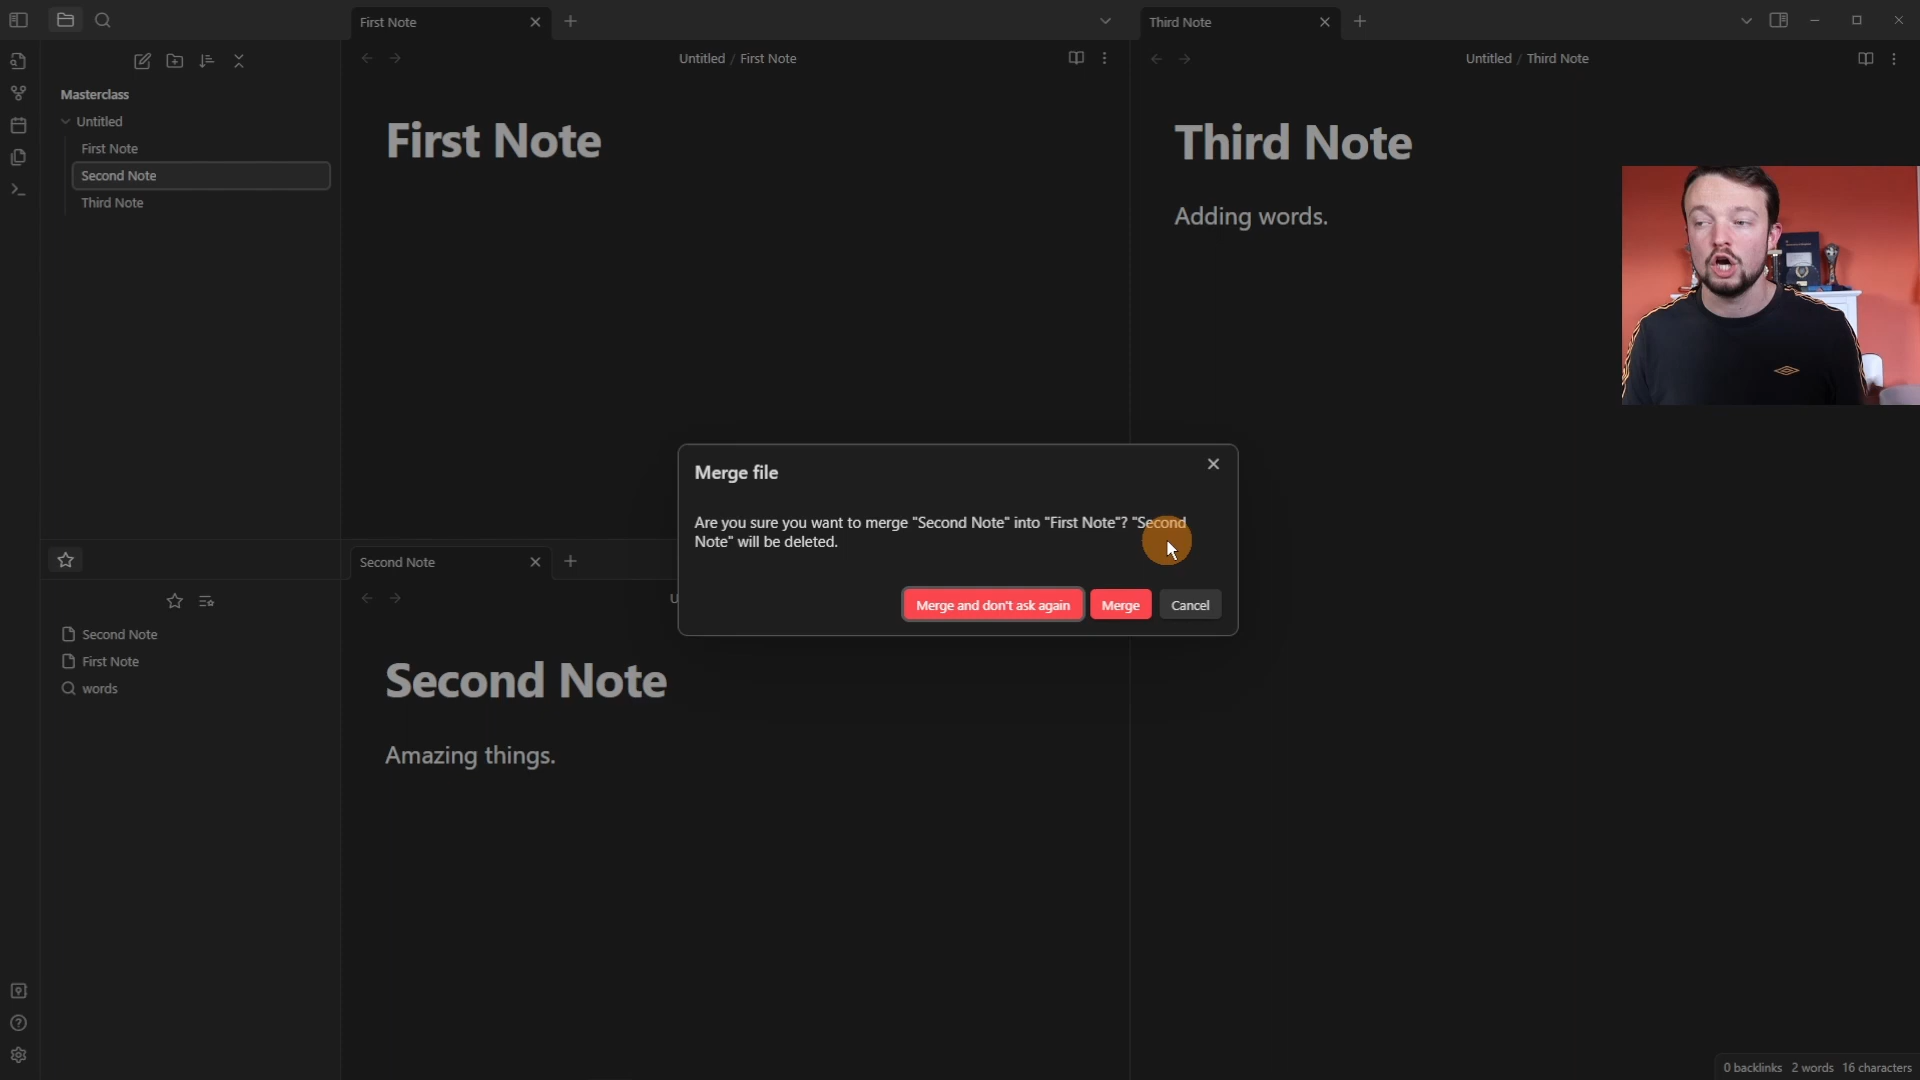 First Note
Third Note
Untitled / First Note
Untitled / Third Note
Masterclass
Untitled
First Note
Second Note
Third Note
First Note
Third Note
Adding words.
Merge file
Are you sure you want to merge "Second Note" into "First Note"? "Second
Note" will be deleted.
Merge and don't ask again
Merge
Cancel
Second Note
U
Second Note
First Note
words
Second Note
Amazing things.
0 backlinks 2 words 16 characters